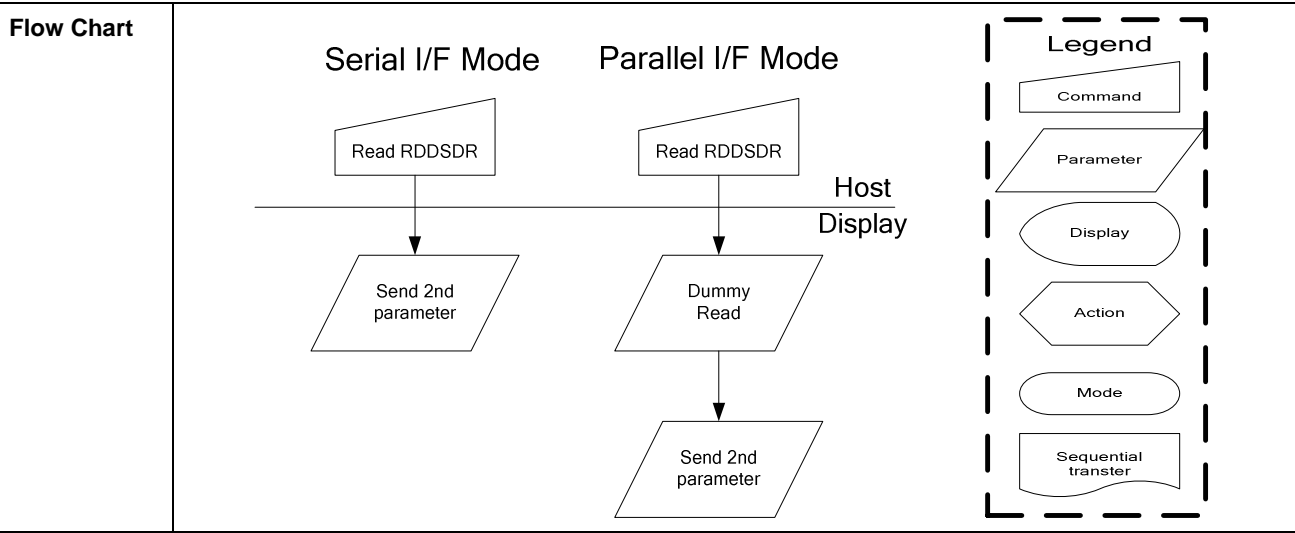 Flow Chart
Serial I/F Mode
Parallel I/F Mode
Read RDDSDR
Read RDDSDR
Host
Display
Send 2nd
parameter
Dummy
Read
Send 2nd
parameter
Legend
Command
Parameter
Display
Action
Mode
Sequential
transter